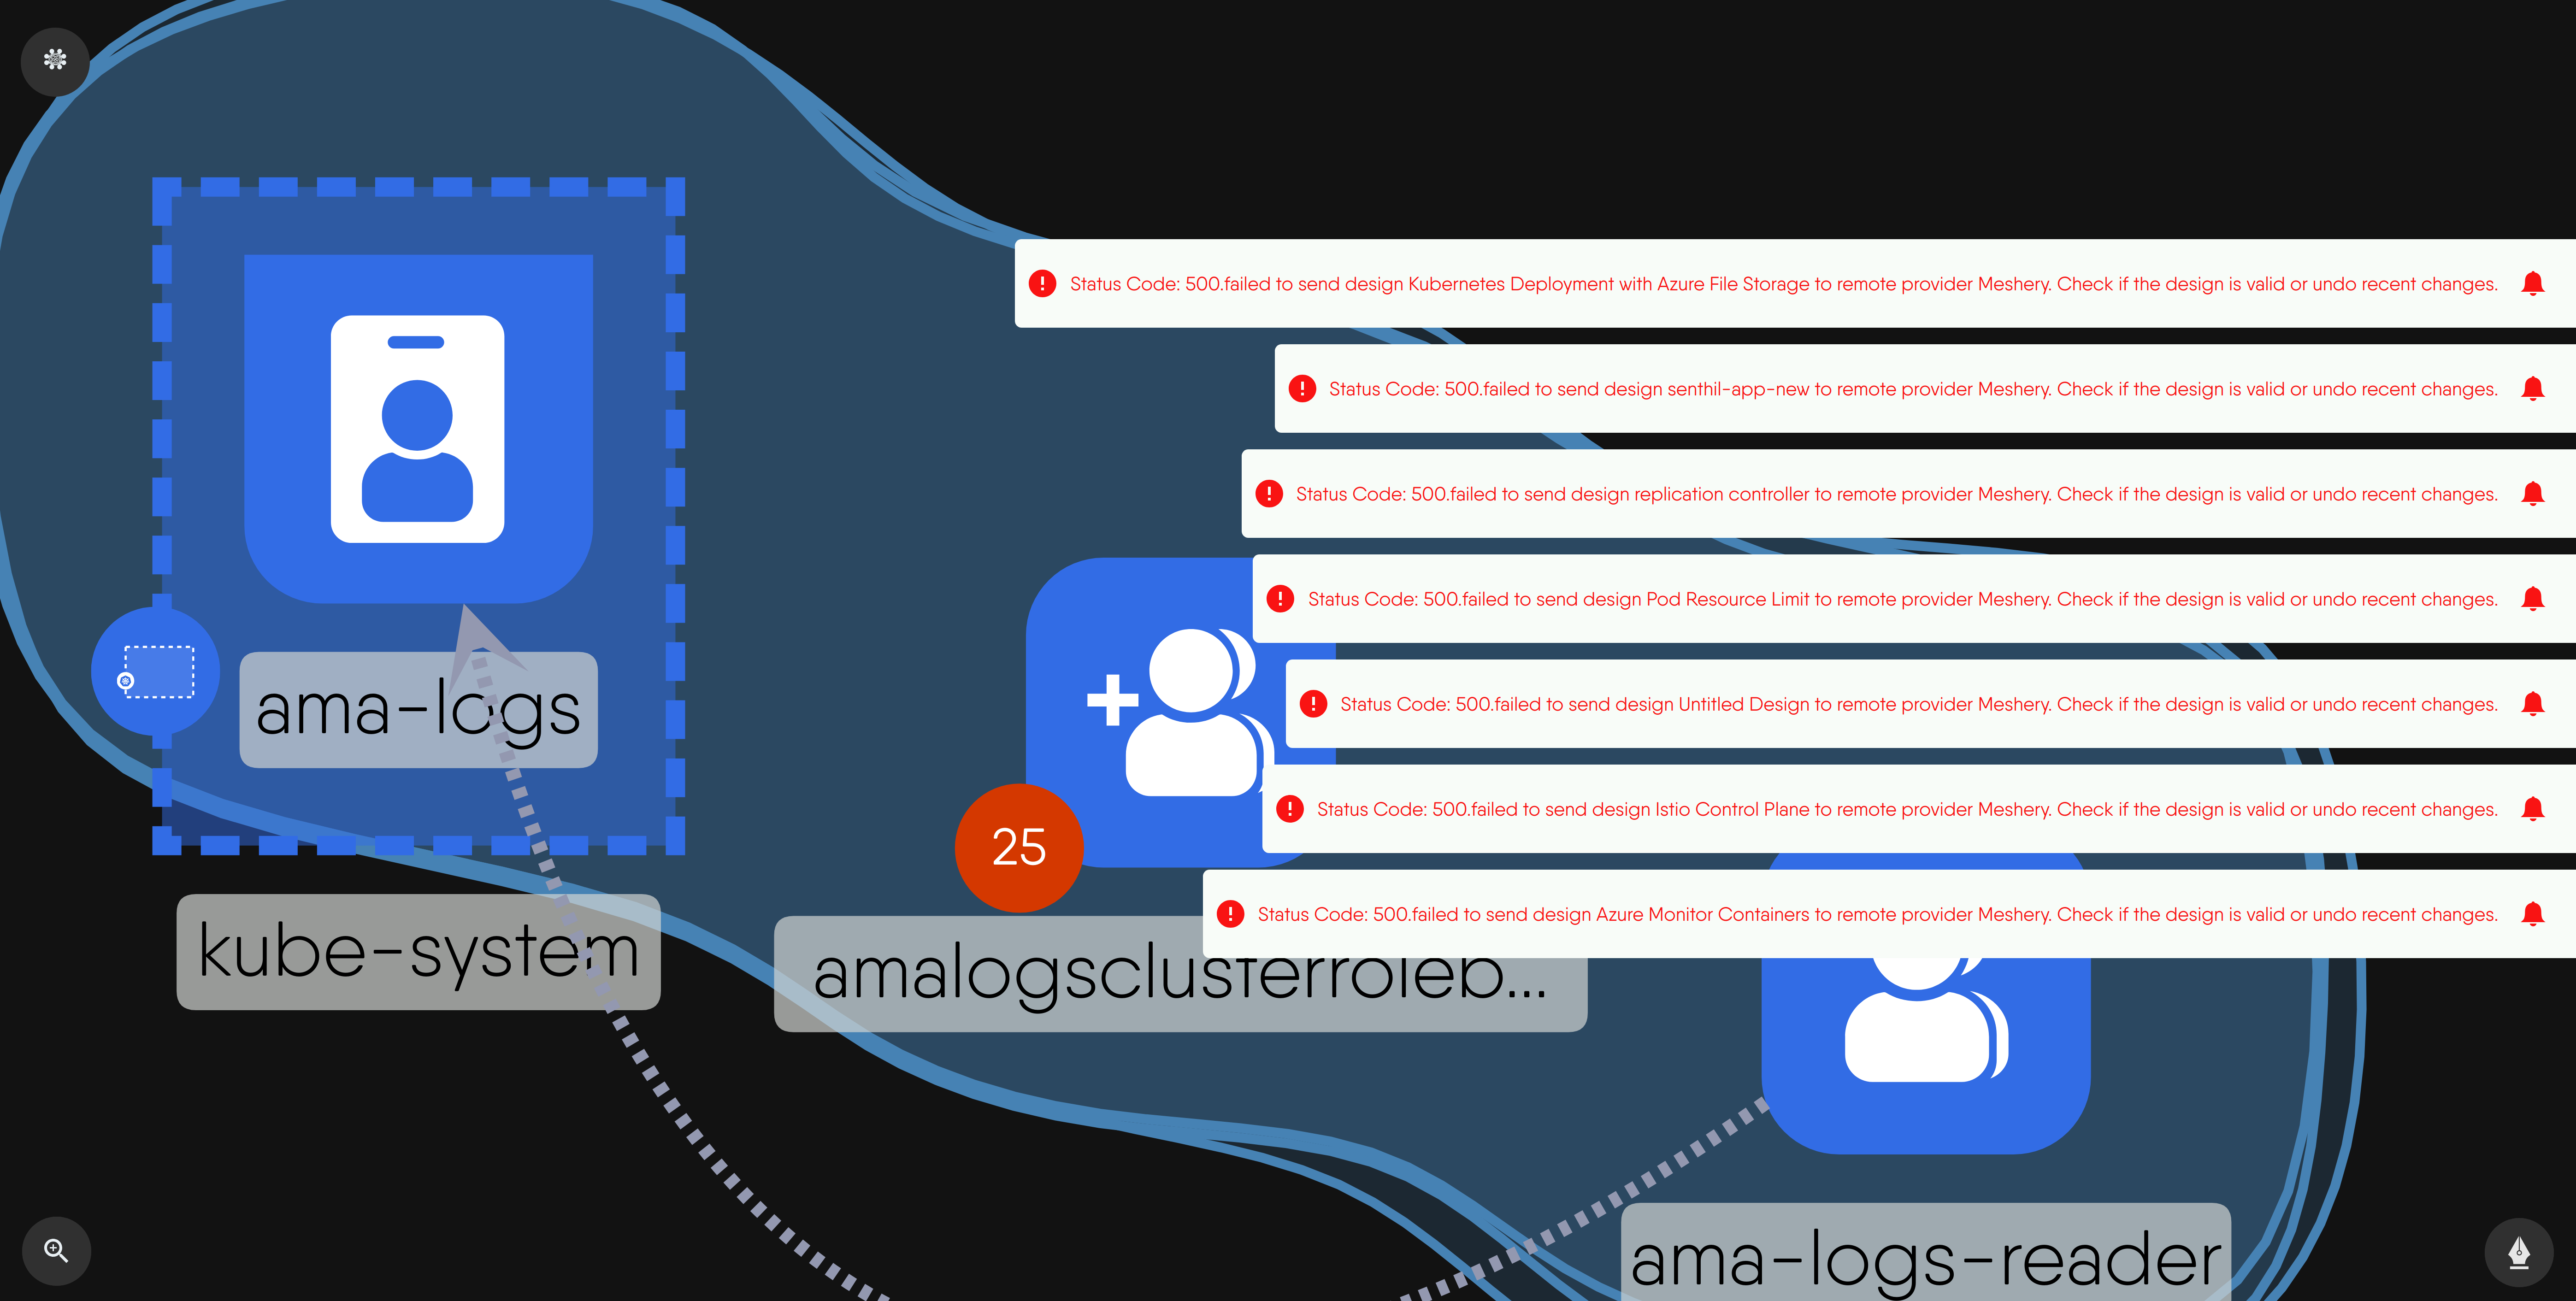 Status Code: 500.failed to send design Kubernetes Deployment with Azure File Storage to remote provider Meshery. Check if the design is valid or undo recent changes.
Status Code: 500.failed to send design senthil-app-new to remote provider Meshery. Check if the design is valid or undo recent changes.
Status Code: 500.failed to send design replication controller to remote provider Meshery. Check if the design is valid or undo recent changes.
Status Code: 500.failed to send design Pod Resource Limit to remote provider Meshery. Check if the design is valid or undo recent changes.
Status Code: 500.failed to send design Untitled Design to remote provider Meshery. Check if the design is valid or undo recent changes.
Status Code: 500.failed to send design Istio Control Plane to remote provider Meshery. Check if the design is valid or undo recent changes.
Status Code: 500.failed to send design Azure Monitor Containers to remote provider Meshery. Check if the design is valid or undo recent changes.
ama-logs
25
kube-system
amalogsclusterroleb...
ama-logs-reader